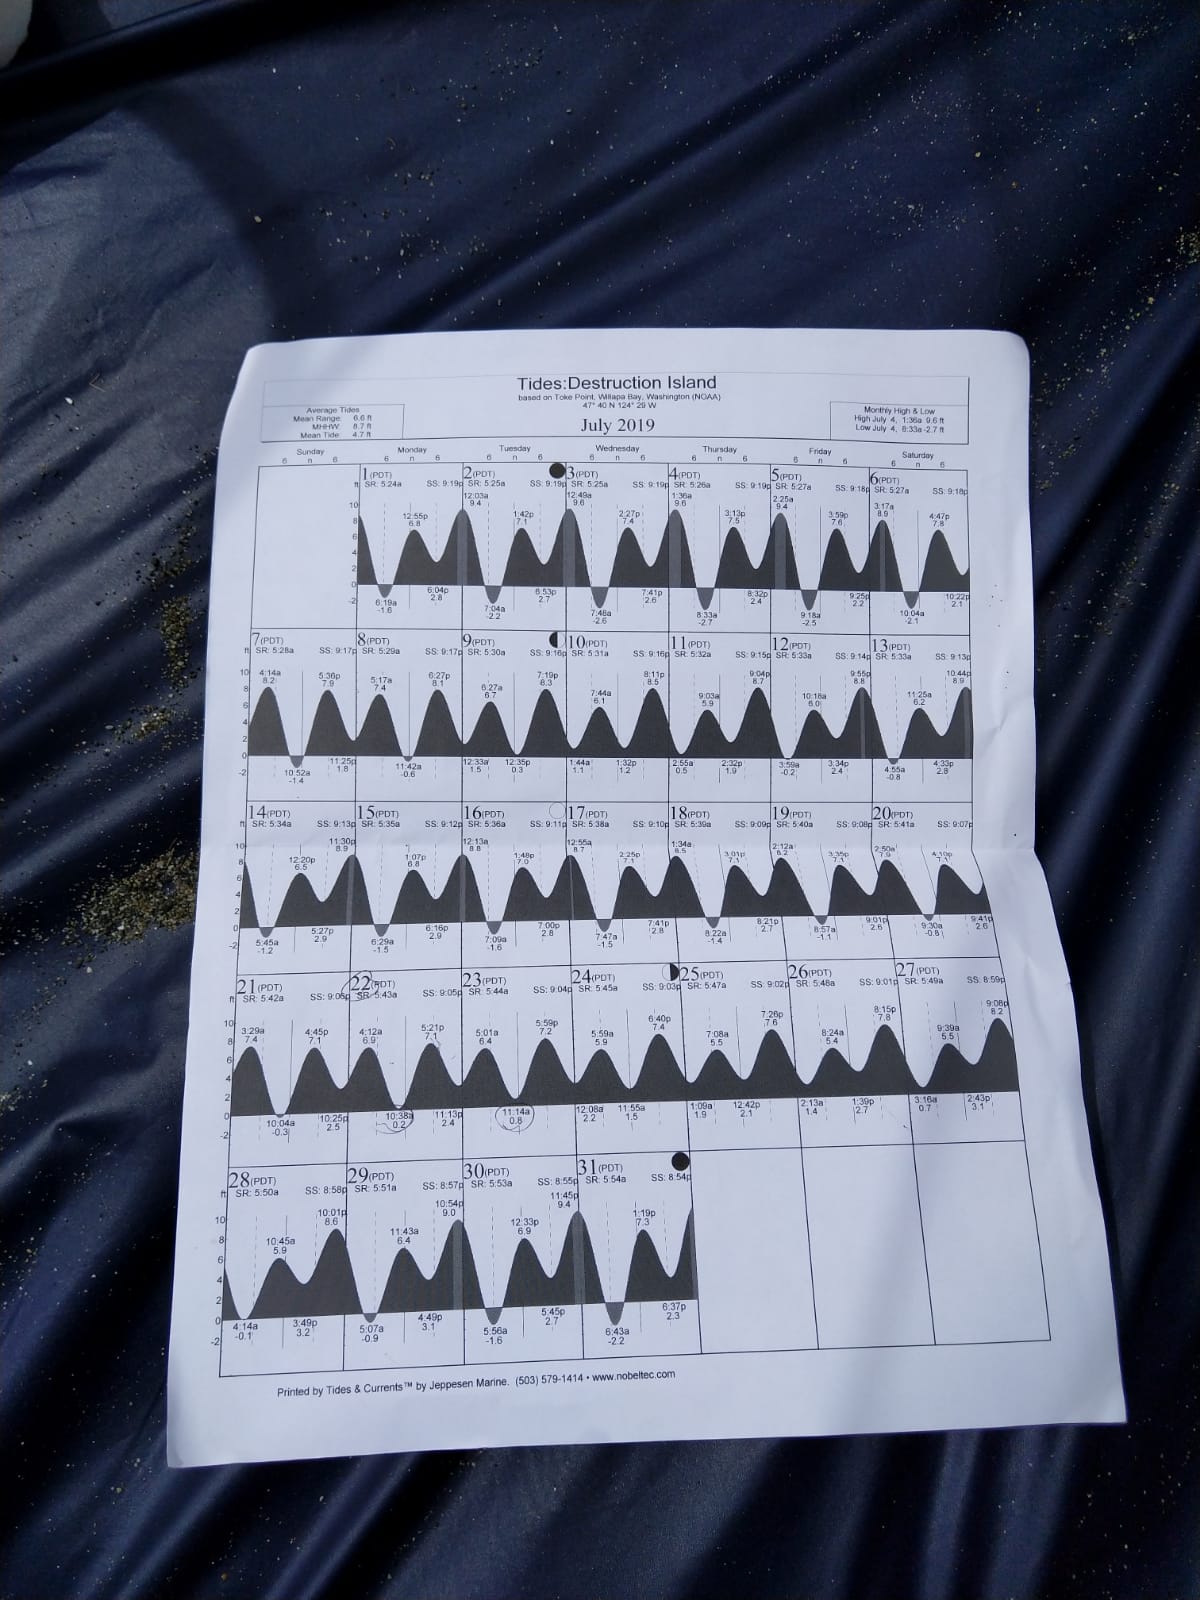 Tides:Destruction Island
based on Toke Point, Willapa Bay, Washington (NOAA)
47° 40 N 124° 29 W
July 2019
Average Tides
Mean Range: 6.6 ft
MHHW: 8.7 ft
Mean Tide: 4.7 ft
Monthly High & Low
High July 4, 1:36a 9.6 ft
Low July 4, 8:33a -2.7 ft
Sunday Monday Tuesday Wednesday Thursday Friday Saturday
6 n 6 6 n 6 6 n 6 6 n 6 6 n 6 6 n 6 6 n 6
1(PDT) 2(PDT) 3(PDT) 4(PDT) 5(PDT) 6(PDT)
ft SR: 5:24a SS: 9:19p SR: 5:25a SS: 9:19p SR: 5:25a SS: 9:19p SR: 5:26a SS: 9:19p SR: 5:27a SS: 9:18p SR: 5:27a SS: 9:18p
12:55p 12:03a 1:42p 12:49a 2:27p 1:36a 3:13p 2:25a 3:59p 3:17a 4:47p
6.8 9.4 7.1 9.6 7.4 9.6 7.5 9.4 7.6 8.9 7.8
10
8
6
4
2
0
-2
6:19a 6:04p 7:04a 6:53p 7:48a 7:41p 8:33a 8:32p 9:18a 9:25p 10:04a 10:22p
-1.6 2.8 -2.2 2.7 -2.6 2.6 -2.7 2.4 -2.5 2.2 -2.1 2.1
7(PDT) 8(PDT) 9(PDT) 10(PDT) 11(PDT) 12(PDT) 13(PDT)
ft SR: 5:28a SS: 9:17p SR: 5:29a SS: 9:17p SR: 5:30a SS: 9:16p SR: 5:31a SS: 9:16p SR: 5:32a SS: 9:15p SR: 5:33a SS: 9:14p SR: 5:33a SS: 9:13p
4:14a 5:36p 5:17a 6:27p 6:27a 7:19p 7:44a 8:11p 9:03a 9:04p 10:18a 9:55p 11:25a 10:44p
8.2 7.9 7.4 8.1 6.7 8.3 6.1 8.5 5.9 8.7 6.0 8.8 6.2 8.9
10
8
6
4
2
0
-2
10:52a 11:25p 11:42a 12:33a 12:35p 1:44a 1:32p 2:55a 2:32p 3:59a 3:34p 4:55a 4:33p
-1.4 1.8 -0.6 1.5 0.3 1.1 1.2 0.5 1.9 -0.2 2.4 -0.8 2.8
14(PDT) 15(PDT) 16(PDT) 17(PDT) 18(PDT) 19(PDT) 20(PDT)
ft SR: 5:34a SS: 9:13p SR: 5:35a SS: 9:12p SR: 5:36a SS: 9:11p SR: 5:38a SS: 9:10p SR: 5:39a SS: 9:09p SR: 5:40a SS: 9:08p SR: 5:41a SS: 9:07p
12:20p 11:30p 1:07p 12:13a 1:48p 12:55a 2:25p 1:34a 3:01p 2:12a 3:35p 2:50a 4:10p
6.5 8.9 6.8 8.8 7.0 8.7 7.1 8.5 7.1 8.2 7.1 7.9 7.1
10
8
6
4
2
0
-2
5:45a 5:27p 6:29a 6:16p 7:09a 7:00p 7:47a 7:41p 8:22a 8:21p 8:57a 9:01p 9:30a 9:41p
-1.2 2.9 -1.5 2.9 -1.6 2.8 -1.5 2.8 -1.4 2.7 -1.1 2.6 -0.8 2.6
21(PDT) 22(PDT) 23(PDT) 24(PDT) 25(PDT) 26(PDT) 27(PDT)
ft SR: 5:42a SS: 9:06p SR: 5:43a SS: 9:05p SR: 5:44a SS: 9:04p SR: 5:45a SS: 9:03p SR: 5:47a SS: 9:02p SR: 5:48a SS: 9:01p SR: 5:49a SS: 8:59p
3:29a 4:45p 4:12a 5:21p 5:01a 5:59p 5:59a 6:40p 7:08a 7:26p 8:24a 8:15p 9:39a 9:08p
7.4 7.1 6.9 7.1 6.4 7.2 5.9 7.4 5.5 7.6 5.4 7.8 5.5 8.2
10
8
6
4
2
0
-2
10:04a 10:25p 10:38a 11:13p 11:14a 12:08a 11:55a 1:09a 12:42p 2:13a 1:39p 3:16a 2:43p
-0.3 2.5 0.2 2.4 0.8 2.2 1.5 1.9 2.1 1.4 2.7 0.7 3.1
28(PDT) 29(PDT) 30(PDT) 31(PDT)
ft SR: 5:50a SS: 8:58p SR: 5:51a SS: 8:57p SR: 5:53a SS: 8:55p SR: 5:54a SS: 8:54p
10:45a 10:01p 11:43a 10:54p 12:33p 11:45p 1:19p
5.9 8.6 6.4 9.0 6.9 9.4 7.3
10
8
6
4
2
0
-2
4:14a 3:49p 5:07a 4:49p 5:56a 5:45p 6:43a 6:37p
-0.1 3.2 -0.9 3.1 -1.6 2.7 -2.2 2.3
Printed by Tides & Currents™ by Jeppesen Marine. (503) 579-1414 • www.nobeltec.com